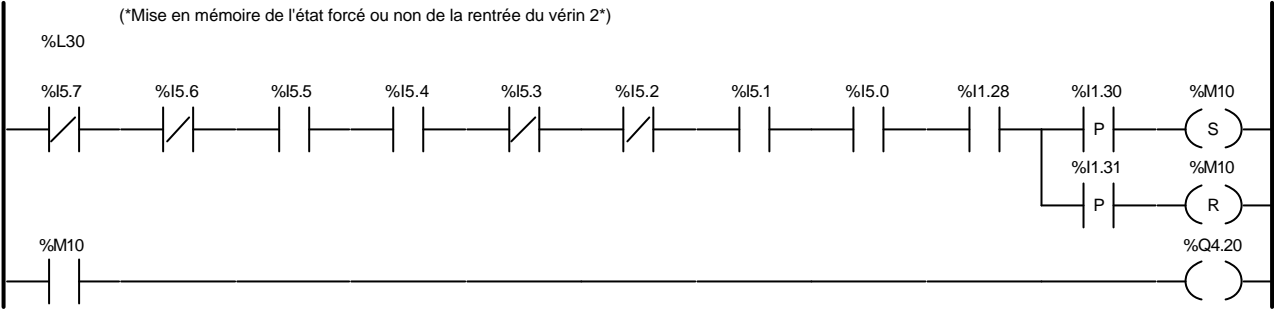 (*Mise en mémoire de l'état forcé ou non de la rentrée du vérin 2*)
%L30
%I5.7 %I5.6 %I5.5 %I5.4 %I5.3 %I5.2 %I5.1 %I5.0 %I1.28 %I1.30 %M10
P S
%I1.31 %M10
P R
%M10 %Q4.20